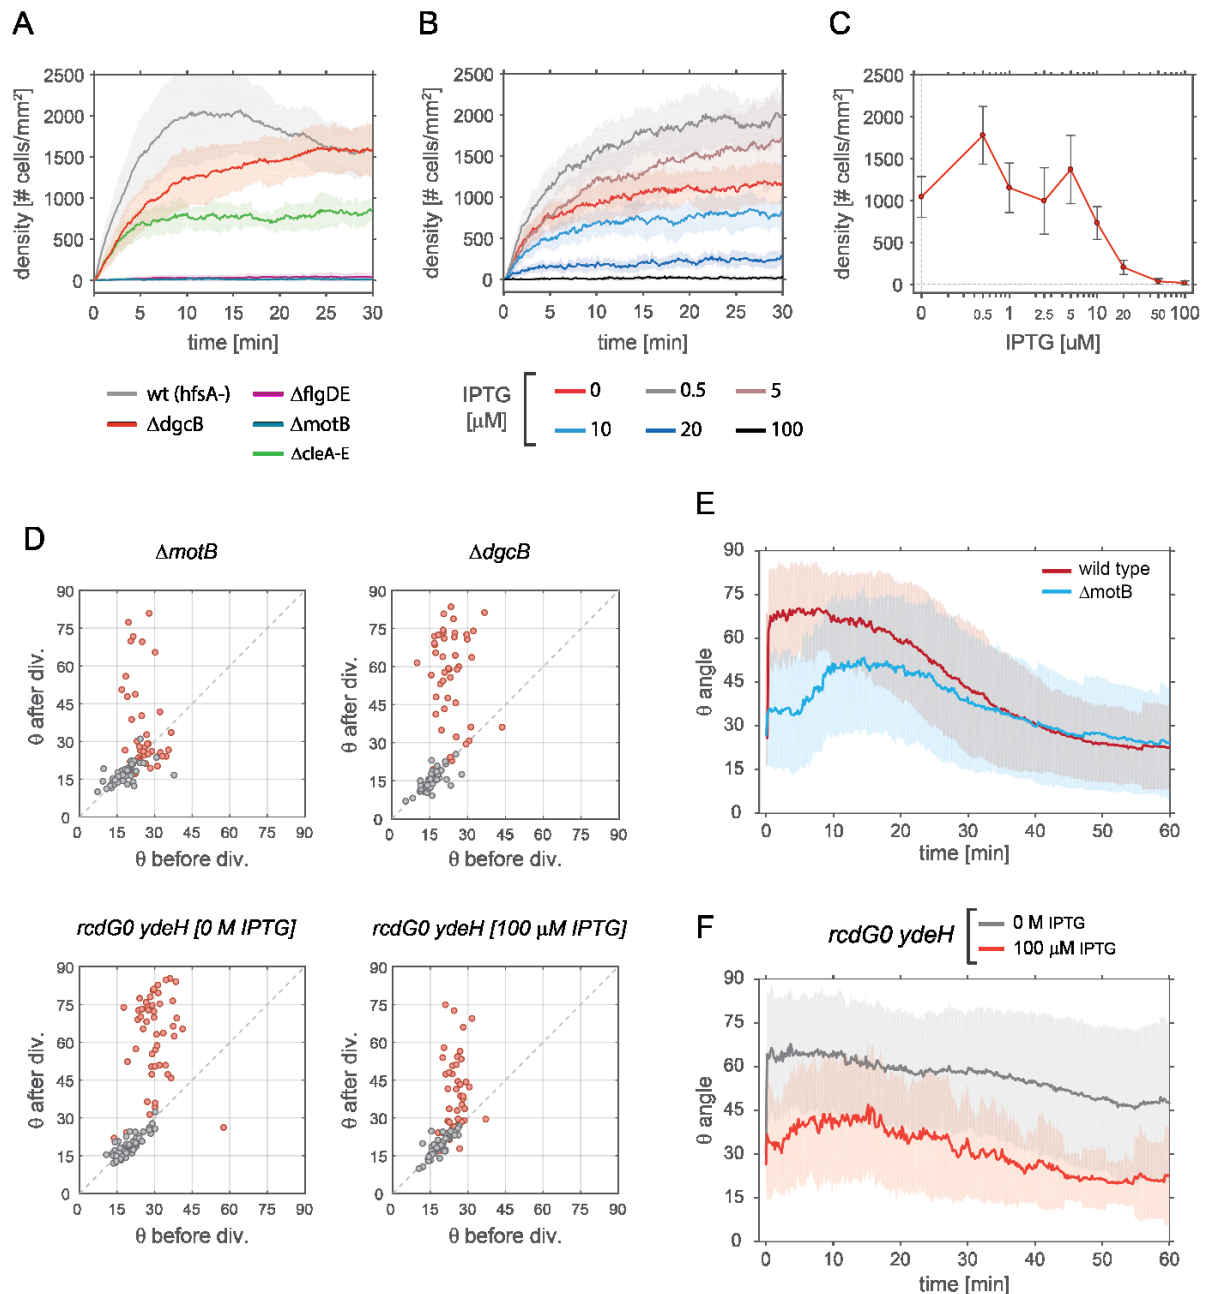 A
B
C
2500
2000
1500
1000
500
0
density [# cells/mm²]
0 5 10 15 20 25 30
time [min]
2500
2000
1500
1000
500
0
density [# cells/mm²]
0 5 10 15 20 25 30
time [min]
2500
2000
1500
1000
500
0
density [# cells/mm²]
0 0.5 1 2.5 5 10 20 50 100
IPTG [uM]
wt (hfsA-)
ΔdgcB
ΔflgDE
ΔmotB
ΔcleA-E
IPTG
[μM]
0 0.5 5
10 20 100
D
ΔmotB
90
75
60
45
30
15
0
θ after div.
0 15 30 45 60 75 90
θ before div.
ΔdgcB
90
75
60
45
30
15
0
θ after div.
0 15 30 45 60 75 90
θ before div.
rcdG0 ydeH [0 M IPTG]
90
75
60
45
30
15
0
θ after div.
0 15 30 45 60 75 90
θ before div.
rcdG0 ydeH [100 μM IPTG]
90
75
60
45
30
15
0
θ after div.
0 15 30 45 60 75 90
θ before div.
E
wild type
ΔmotB
90
75
60
45
30
15
0
θ angle
0 10 20 30 40 50 60
time [min]
F
rcdG0 ydeH
0 M IPTG
100 μM IPTG
90
75
60
45
30
15
0
θ angle
0 10 20 30 40 50 60
time [min]